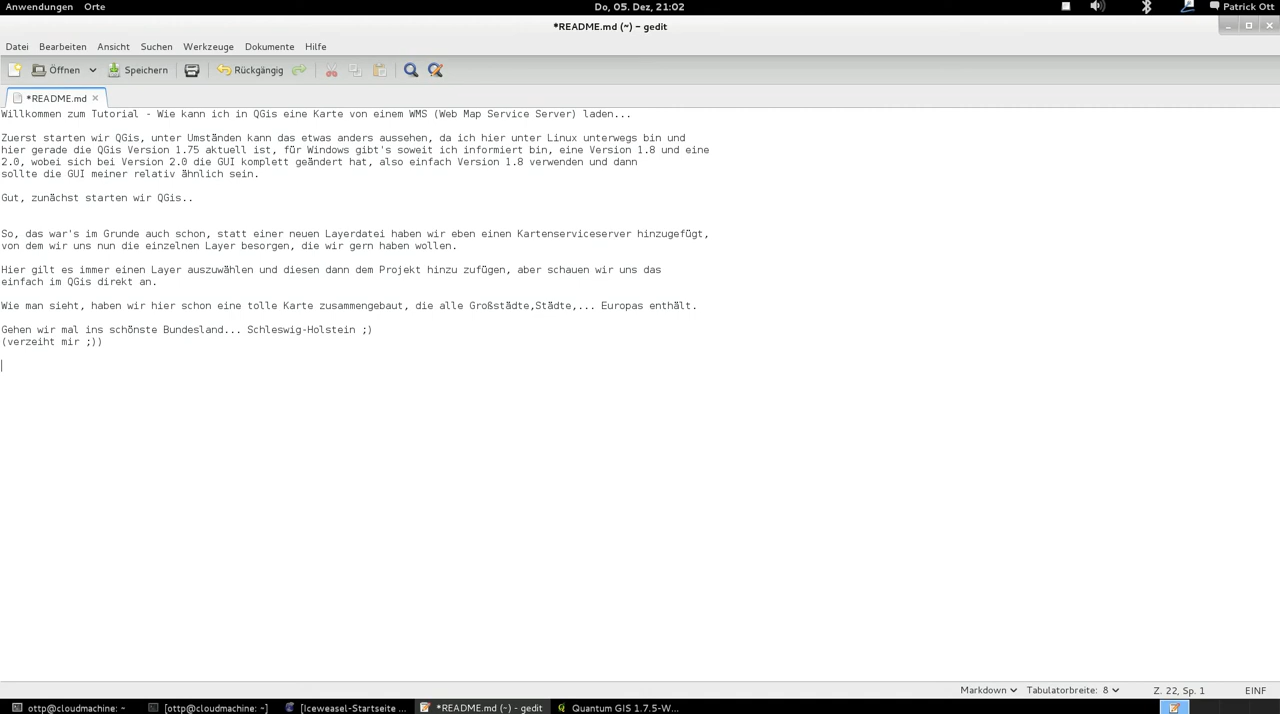 Anwendungen Orte Do, 05. Dez, 21:02 Patrick Ott
*README.md (~) - gedit
Datei Bearbeiten Ansicht Suchen Werkzeuge Dokumente Hilfe
Öffnen Speichern Rückgängig
*README.md
Willkommen zum Tutorial - Wie kann ich in QGis eine Karte von einem WMS (Web Map Service Server) laden...
Zuerst starten wir QGis, unter Umständen kann das etwas anders aussehen, da ich hier unter Linux unterwegs bin und
hier gerade die QGis Version 1.75 aktuell ist, für Windows gibt's soweit ich informiert bin, eine Version 1.8 und eine
2.0, wobei sich bei Version 2.0 die GUI komplett geändert hat, also einfach Version 1.8 verwenden und dann
sollte die GUI meiner relativ ähnlich sein.
Gut, zunächst starten wir QGis..
So, das war's im Grunde auch schon, statt einer neuen Layerdatei haben wir eben einen Kartenserviceserver hinzugefügt,
von dem wir uns nun die einzelnen Layer besorgen, die wir gern haben wollen.
Hier gilt es immer einen Layer auszuwählen und diesen dann dem Projekt hinzu zufügen, aber schauen wir uns das
einfach im QGis direkt an.
Wie man sieht, haben wir hier schon eine tolle Karte zusammengebaut, die alle Großstädte,Städte,... Europas enthält.
Gehen wir mal ins schönste Bundesland... Schleswig-Holstein ;)
(verzeiht mir ;))
Markdown Tabulatorbreite: 8 Z. 22, Sp. 1 EINF
ottp@cloudmachine: ~ [ottp@cloudmachine: ~] [Iceweasel-Startseite ... *README.md (~) - gedit Quantum GIS 1.7.5-W...